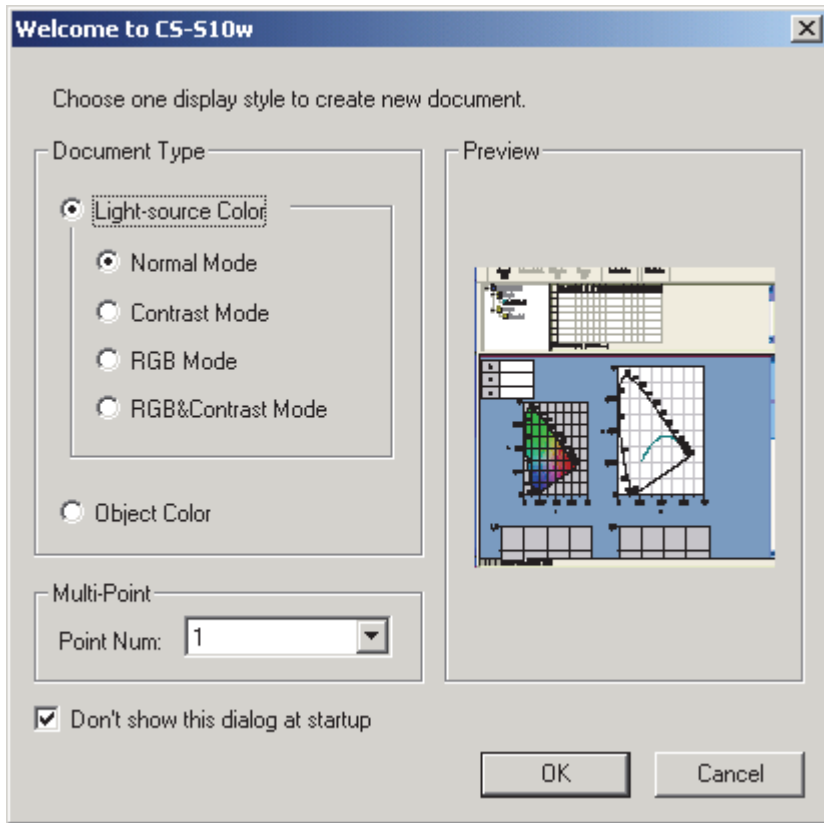 Welcome to CS-S10w
Choose one display style to create new document.
Document Type
Light-source Color
Normal Mode
Contrast Mode
RGB Mode
RGB&Contrast Mode
Object Color
Preview
Multi-Point
Point Num: 1
Don't show this dialog at startup
OK
Cancel